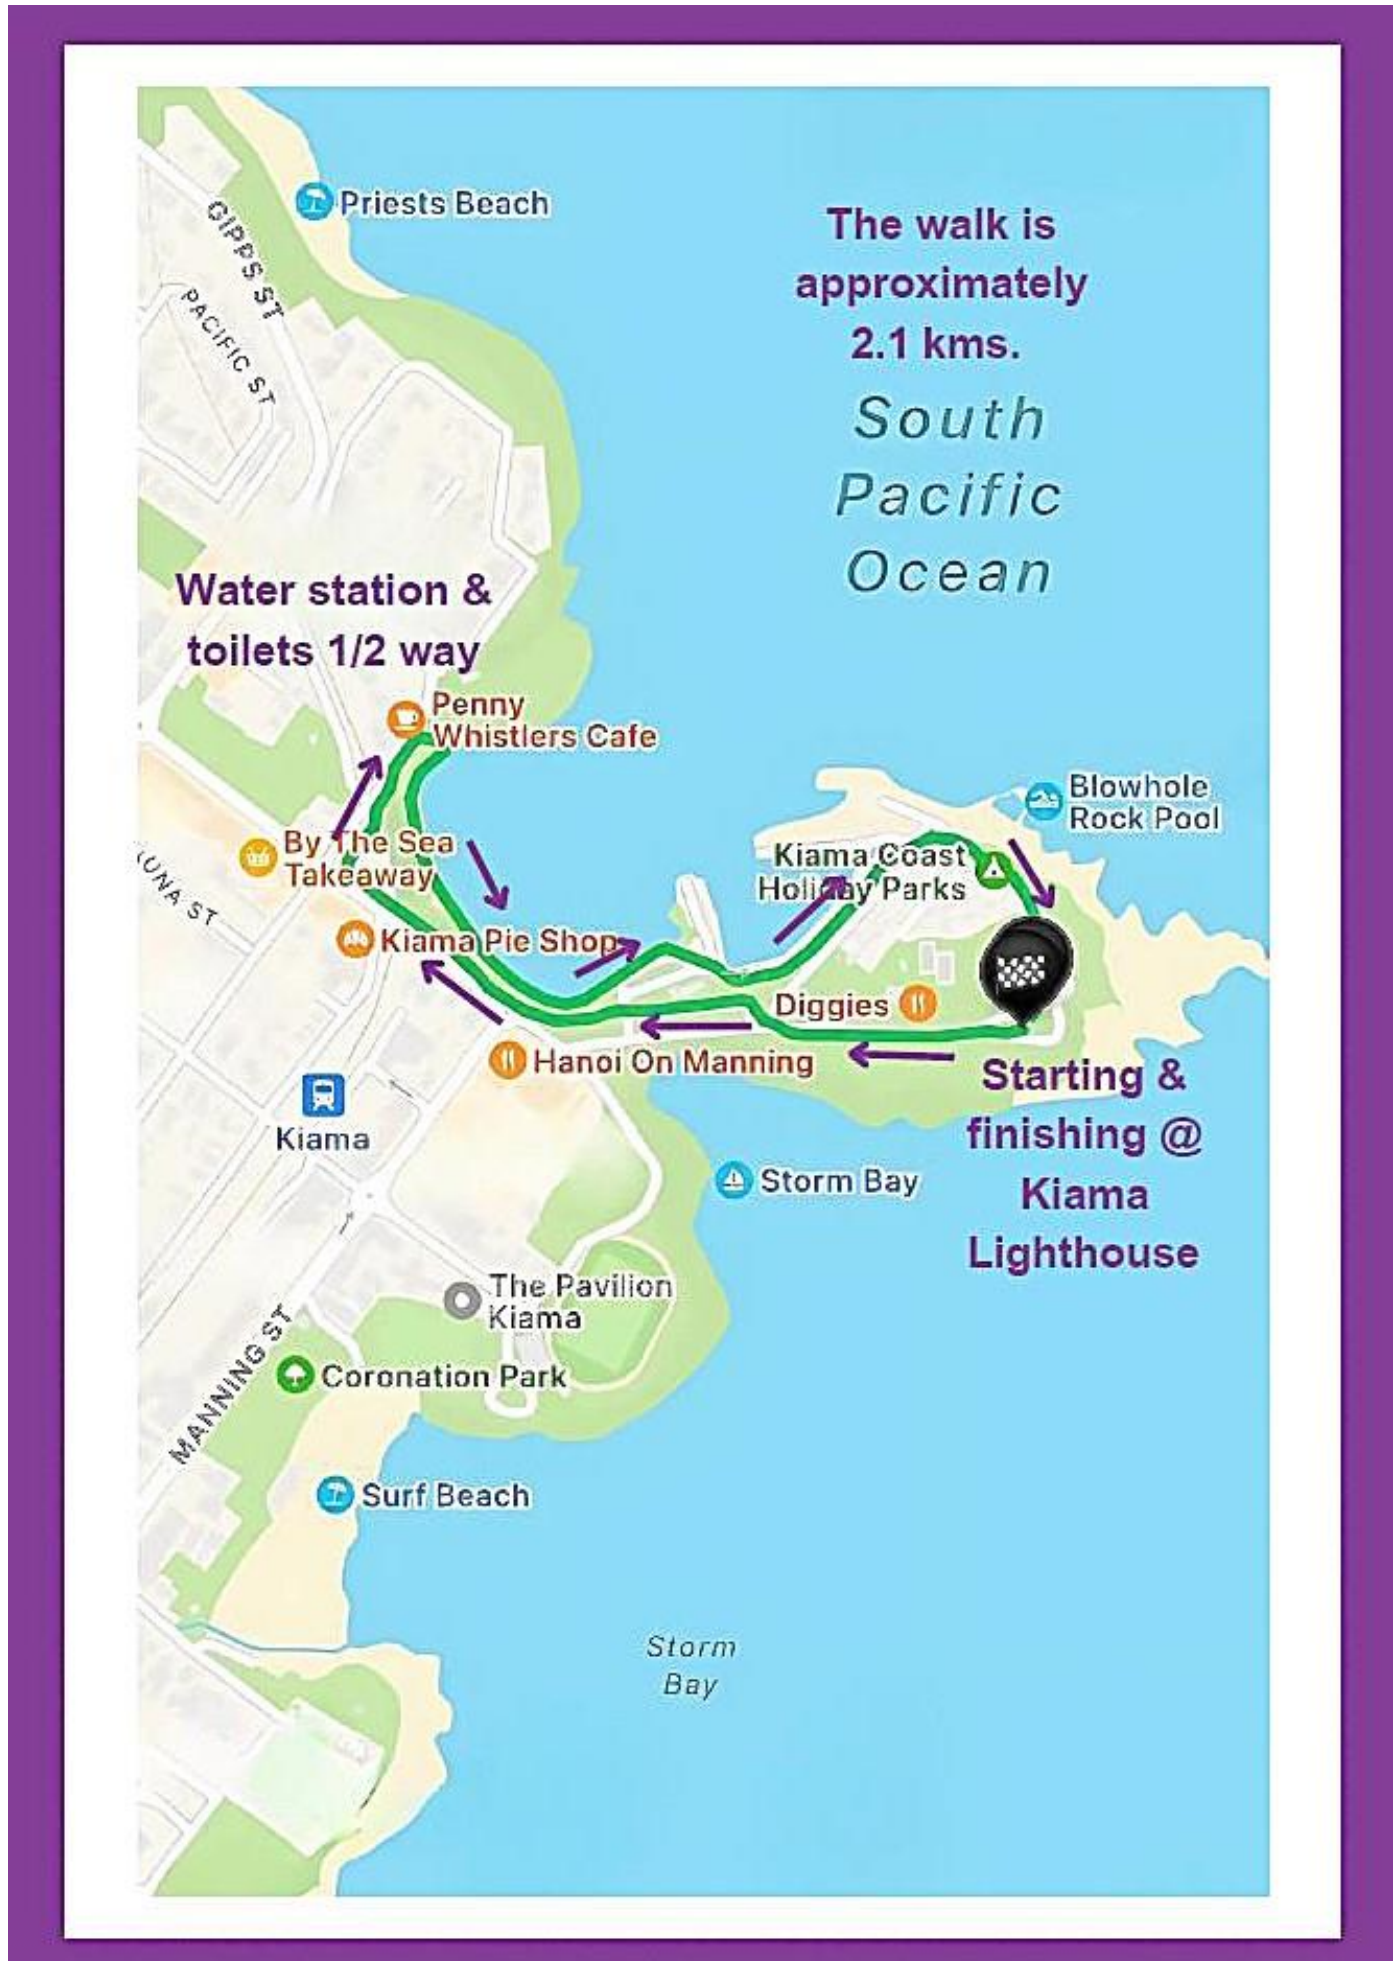 Priests Beach
GIPPS ST
PACIFIC ST
The walk is
approximately
2.1 kms.
South
Pacific
Ocean
Water station &
toilets 1/2 way
Penny
Whistlers Cafe
Blowhole
Rock Pool
By The Sea
Takeaway
Kiama Coast
Holiday Parks
UNA ST
Kiama Pie Shop
Diggies
Hanoi On Manning
Starting &
finishing @
Kiama
Lighthouse
Kiama
Storm Bay
The Pavilion
Kiama
MANNING ST
Coronation Park
Surf Beach
Storm
Bay